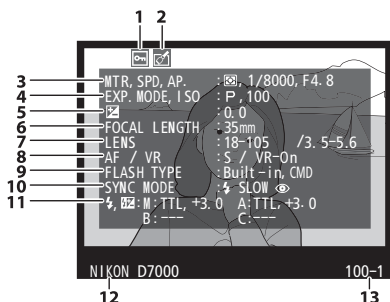 1 2
3 MTR, SPD, AP. : 1/8000, F4. 8
4 EXP. MODE, ISO : P, 100
5 : 0. 0
6 FOCAL LENGTH : 35mm
7 LENS : 18-105 /3. 5-5.6
8 AF / VR : S / VR-On
9 FLASH TYPE : Built-in, CMD
10 SYNC MODE : SLOW
11 , : M: TTL, +3. 0 A: TTL, +3. 0
B: --- C: ---
NIKON D7000 100-1
12 13